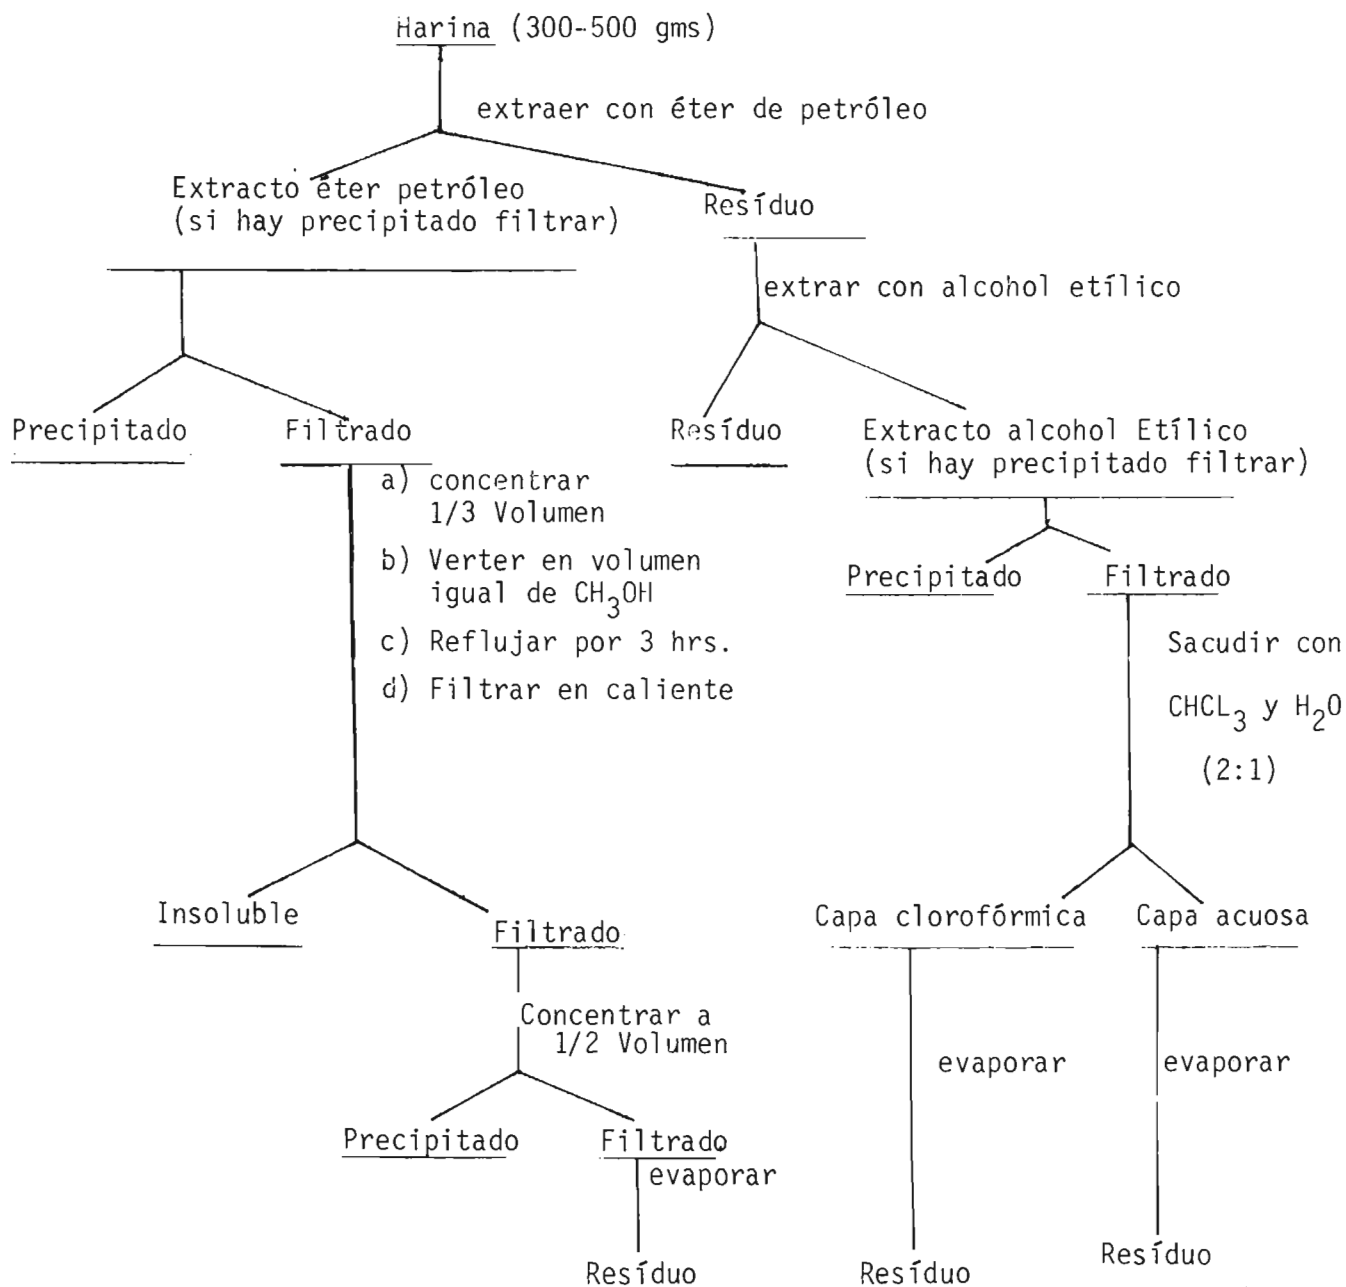 Harina (300-500 gms)
extraer con éter de petróleo
Extracto éter petróleo
(si hay precipitado filtrar)
Resíduo
extrar con alcohol etílico
Precipitado
Filtrado
Resíduo
Extracto alcohol Etílico
(si hay precipitado filtrar)
a) concentrar
1/3 Volumen
b) Verter en volumen
igual de CH3OH
c) Reflujar por 3 hrs.
d) Filtrar en caliente
Precipitado
Filtrado
Sacudir con
CHCL3 y H2O
(2:1)
Insoluble
Filtrado
Capa clorofórmica
Capa acuosa
Concentrar a
1/2 Volumen
evaporar
evaporar
Precipitado
Filtrado
evaporar
Resíduo
Resíduo
Resíduo